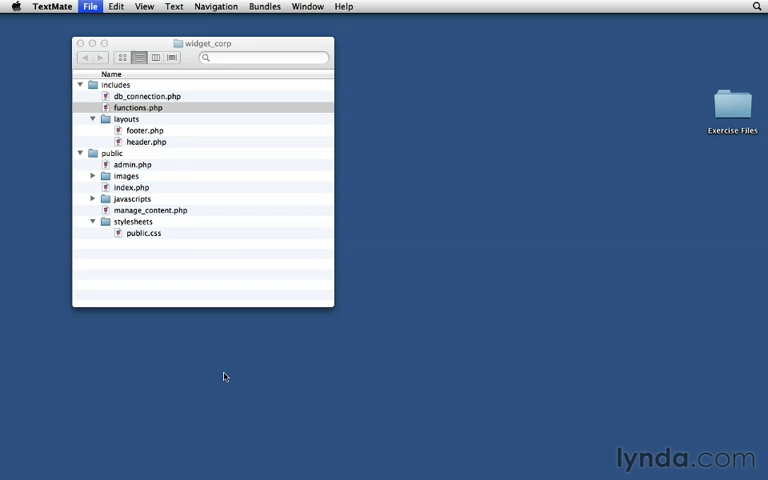 TextMate File Edit View Text Navigation Bundles Window Help
widget_corp
Name
includes
db_connection.php
functions.php
layouts
footer.php
header.php
public
admin.php
images
index.php
javascripts
manage_content.php
stylesheets
public.css
Exercise Files
lynda.com